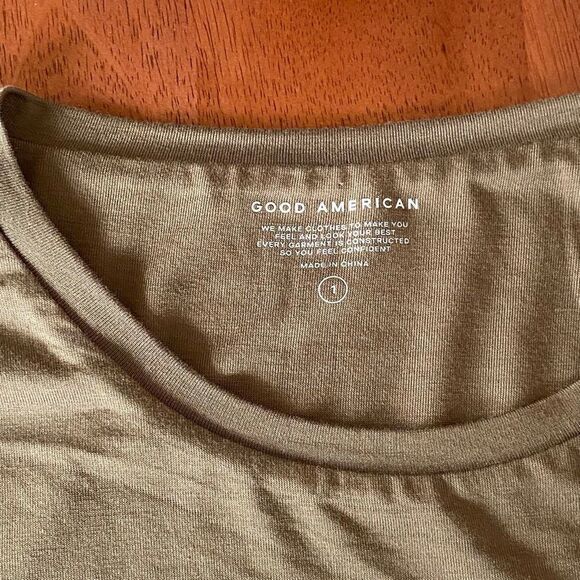 GOOD AMERICAN
WE MAKE CLOTHES TO MAKE YOU
FEEL AND LOOK YOUR BEST
EVERY GARMENT IS CONSTRUCTED
SO YOU FEEL CONFIDENT
MADE IN CHINA
1